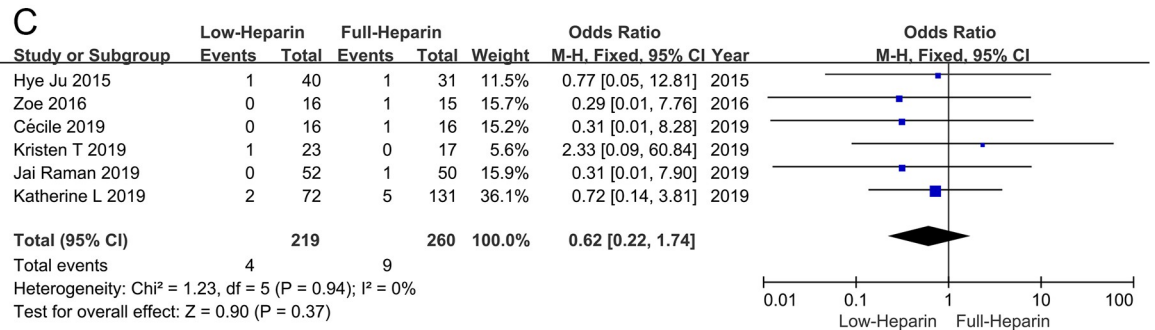 C
Low-Heparin Full-Heparin Odds Ratio Odds Ratio
Study or Subgroup Events Total Events Total Weight M-H, Fixed, 95% CI Year M-H, Fixed, 95% CI
Hye Ju 2015 1 40 1 31 11.5% 0.77 [0.05, 12.81] 2015
Zoe 2016 0 16 1 15 15.7% 0.29 [0.01, 7.76] 2016
Cécile 2019 0 16 1 16 15.2% 0.31 [0.01, 8.28] 2019
Kristen T 2019 1 23 0 17 5.6% 2.33 [0.09, 60.84] 2019
Jai Raman 2019 0 52 1 50 15.9% 0.31 [0.01, 7.90] 2019
Katherine L 2019 2 72 5 131 36.1% 0.72 [0.14, 3.81] 2019
Total (95% CI) 219 260 100.0% 0.62 [0.22, 1.74]
Total events 4 9
Heterogeneity: Chi² = 1.23, df = 5 (P = 0.94); I² = 0%
Test for overall effect: Z = 0.90 (P = 0.37)
0.01 0.1 1 10 100
Low-Heparin Full-Heparin